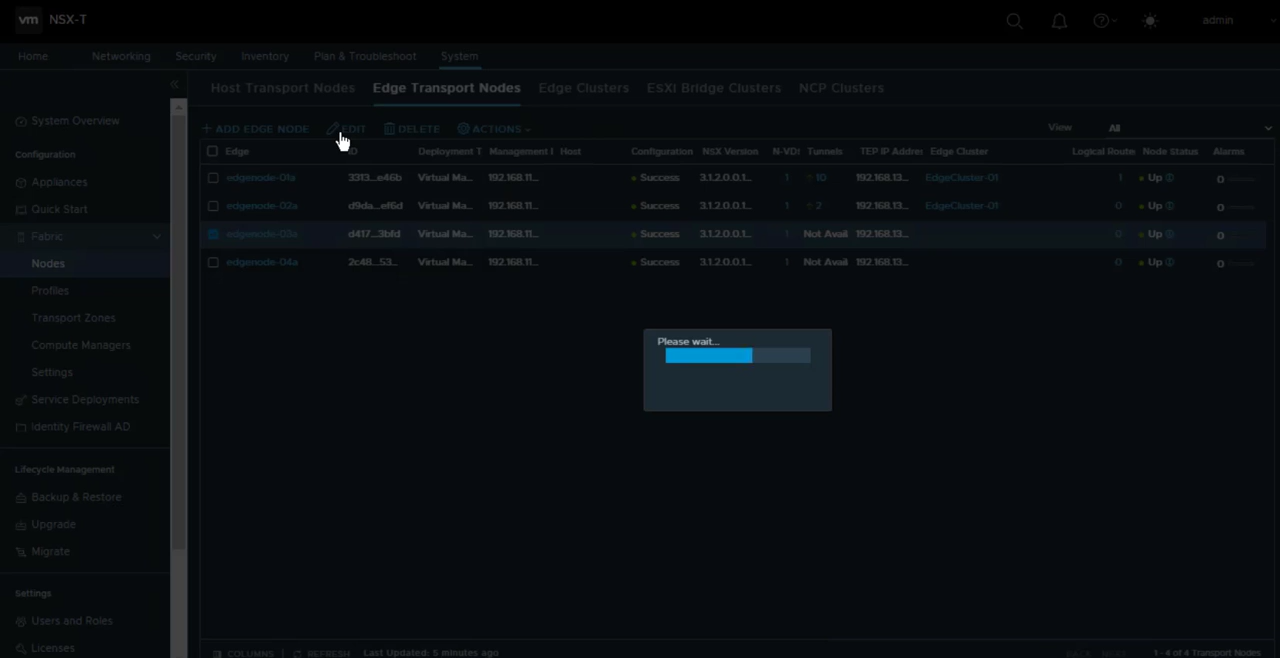 vm NSX-T admin
Home Networking Security Inventory Plan & Troubleshoot System
Host Transport Nodes Edge Transport Nodes Edge Clusters ESXi Bridge Clusters NCP Clusters
+ ADD EDGE NODE EDIT DELETE ACTIONS View All
Edge ID Deployment T Management I Host Configuration NSX Version N-VD: Tunnels TEP IP Addre: Edge Cluster Logical Route Node Status Alarms
edgenode-01a 3313...e46b Virtual Ma... 192.168.11... Success 3.1.2.0.0.1... 1 10 192.168.13... EdgeCluster-01 1 Up 0
edgenode-02a d9da...ef6d Virtual Ma... 192.168.11... Success 3.1.2.0.0.1... 1 2 192.168.13... EdgeCluster-01 0 Up 0
edgenode-03a d417...3bfd Virtual Ma... 192.168.11... Success 3.1.2.0.0.1... 1 Not Avail 192.168.13... 0 Up 0
edgenode-04a 2c48...53... Virtual Ma... 192.168.11... Success 3.1.2.0.0.1... 1 Not Avail 192.168.13... 0 Up 0
System Overview
Configuration
Appliances
Quick Start
Fabric
Nodes
Profiles
Transport Zones
Compute Managers
Settings
Service Deployments
Identity Firewall AD
Lifecycle Management
Backup & Restore
Upgrade
Migrate
Settings
Users and Roles
Licenses
Please wait...
COLUMNS REFRESH Last Updated: 5 minutes ago BACK NEXT 1 - 4 of 4 Transport Nodes